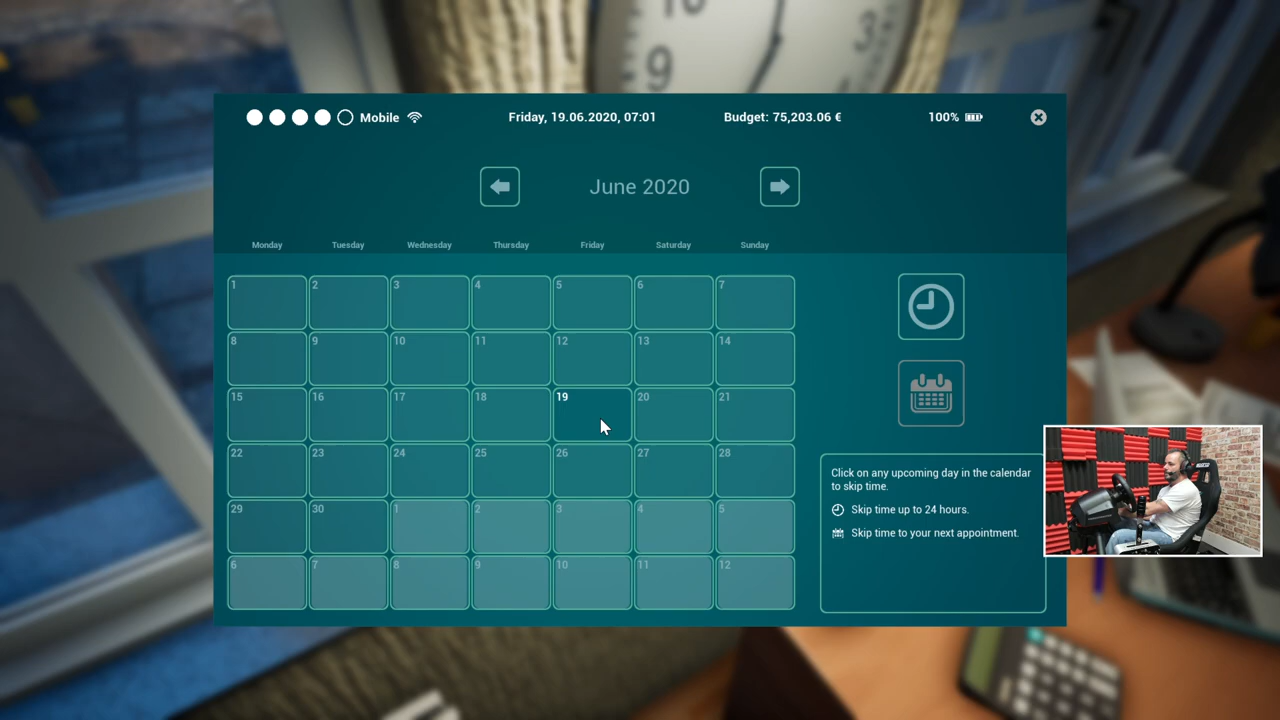 10
9
3
Mobile
Friday, 19.06.2020, 07:01
Budget: 75,203.06 €
100%
June 2020
Monday Tuesday Wednesday Thursday Friday Saturday Sunday
1 2 3 4 5 6 7
8 9 10 11 12 13 14
15 16 17 18 19 20 21
22 23 24 25 26 27 28
29 30 1 2 3 4 5
6 7 8 9 10 11 12
Click on any upcoming day in the calendar
to skip time.
Skip time up to 24 hours.
Skip time to your next appointment.